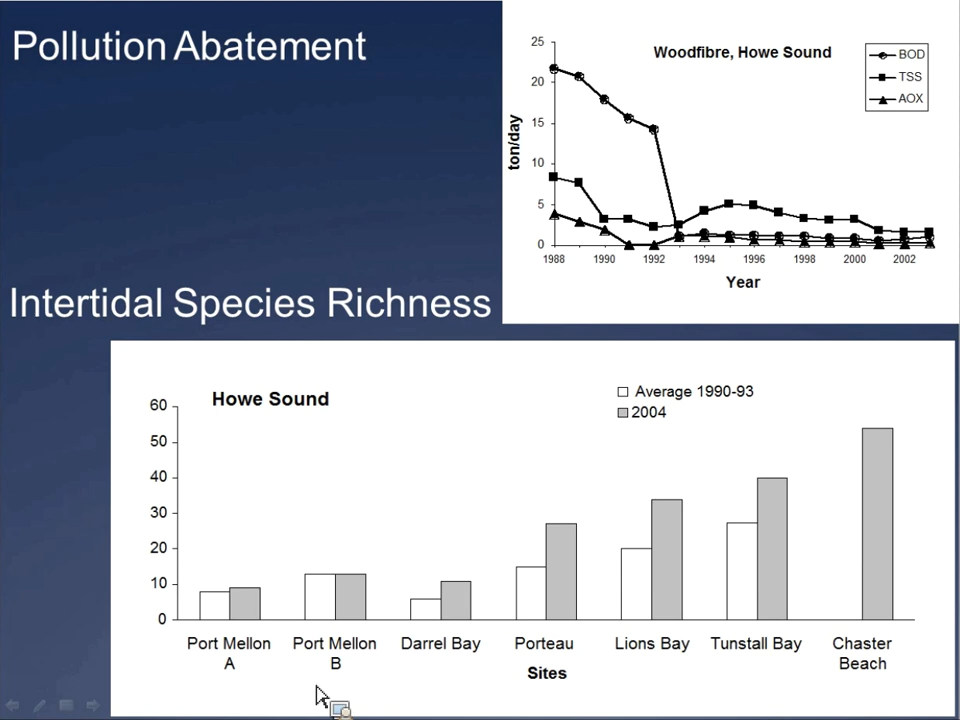 Pollution Abatement
Woodfibre, Howe Sound
BOD
TSS
AOX
ton/day
25
20
15
10
5
0
1988 1990 1992 1994 1996 1998 2000 2002
Year
Intertidal Species Richness
Howe Sound
Average 1990-93
2004
60
50
40
30
20
10
0
Port Mellon A
Port Mellon B
Darrel Bay
Porteau
Lions Bay
Tunstall Bay
Chaster Beach
Sites